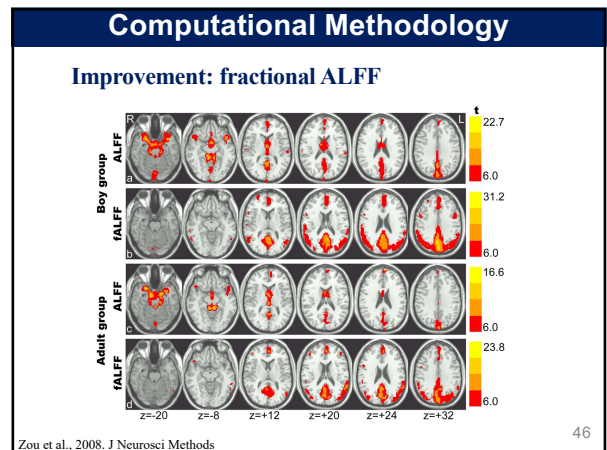 Computational Methodology
Improvement: fractional ALFF
R
L
t
ALFF
a
22.7
6.0
Boy group
fALFF
b
31.2
6.0
ALFF
c
16.6
6.0
Adult group
fALFF
d
23.8
6.0
z=-20 z=-8 z=+12 z=+20 z=+24 z=+32
Zou et al., 2008. J Neurosci Methods
46